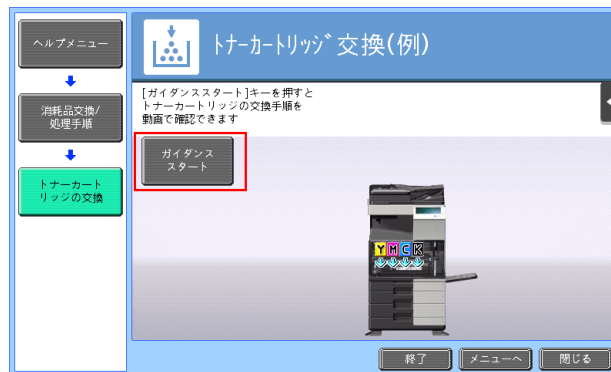 ヘルプメニュー
消耗品交換/
処理手順
トナーカート
リッジの交換
トナーカートリッジ交換(例)
[ガイダンススタート]キーを押すと
トナーカートリッジの交換手順を
動画で確認できます
ガイダンス
スタート
Y M C K
終了
メニューへ
閉じる